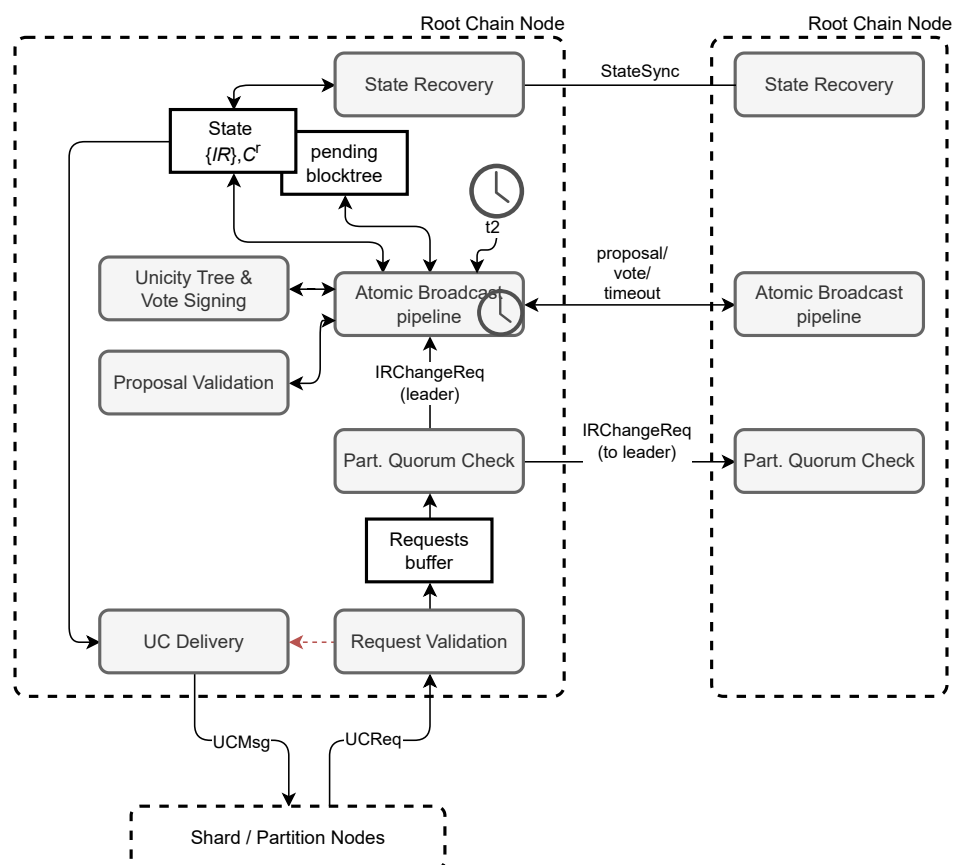 Root Chain Node
Root Chain Node
State Recovery
StateSync
State Recovery
State
{IR},Cʳ
pending
blocktree
t2
Unicity Tree &
Vote Signing
Atomic Broadcast
pipeline
proposal/
vote/
timeout
Atomic Broadcast
pipeline
Proposal Validation
IRChangeReq
(leader)
Part. Quorum Check
IRChangeReq
(to leader)
Part. Quorum Check
Requests
buffer
UC Delivery
Request Validation
UCMsg
UCReq
Shard / Partition Nodes